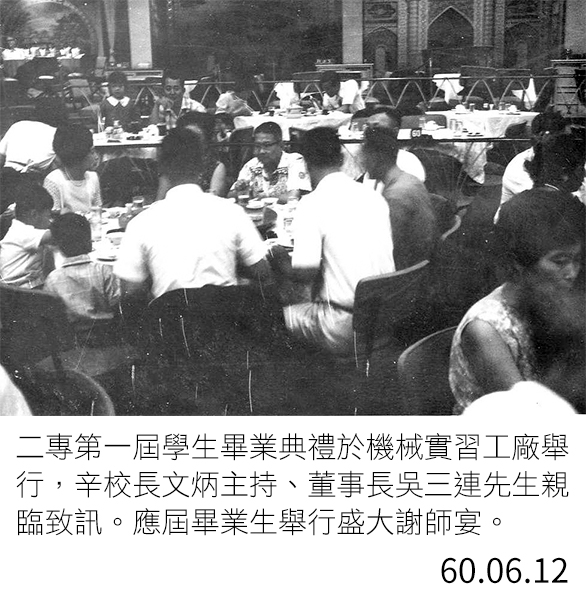 60
二專第一屆學生畢業典禮於機械實習工廠舉
行，辛校長文炳主持、董事長吳三連先生親
臨致訊。應屆畢業生舉行盛大謝師宴。
60.06.12